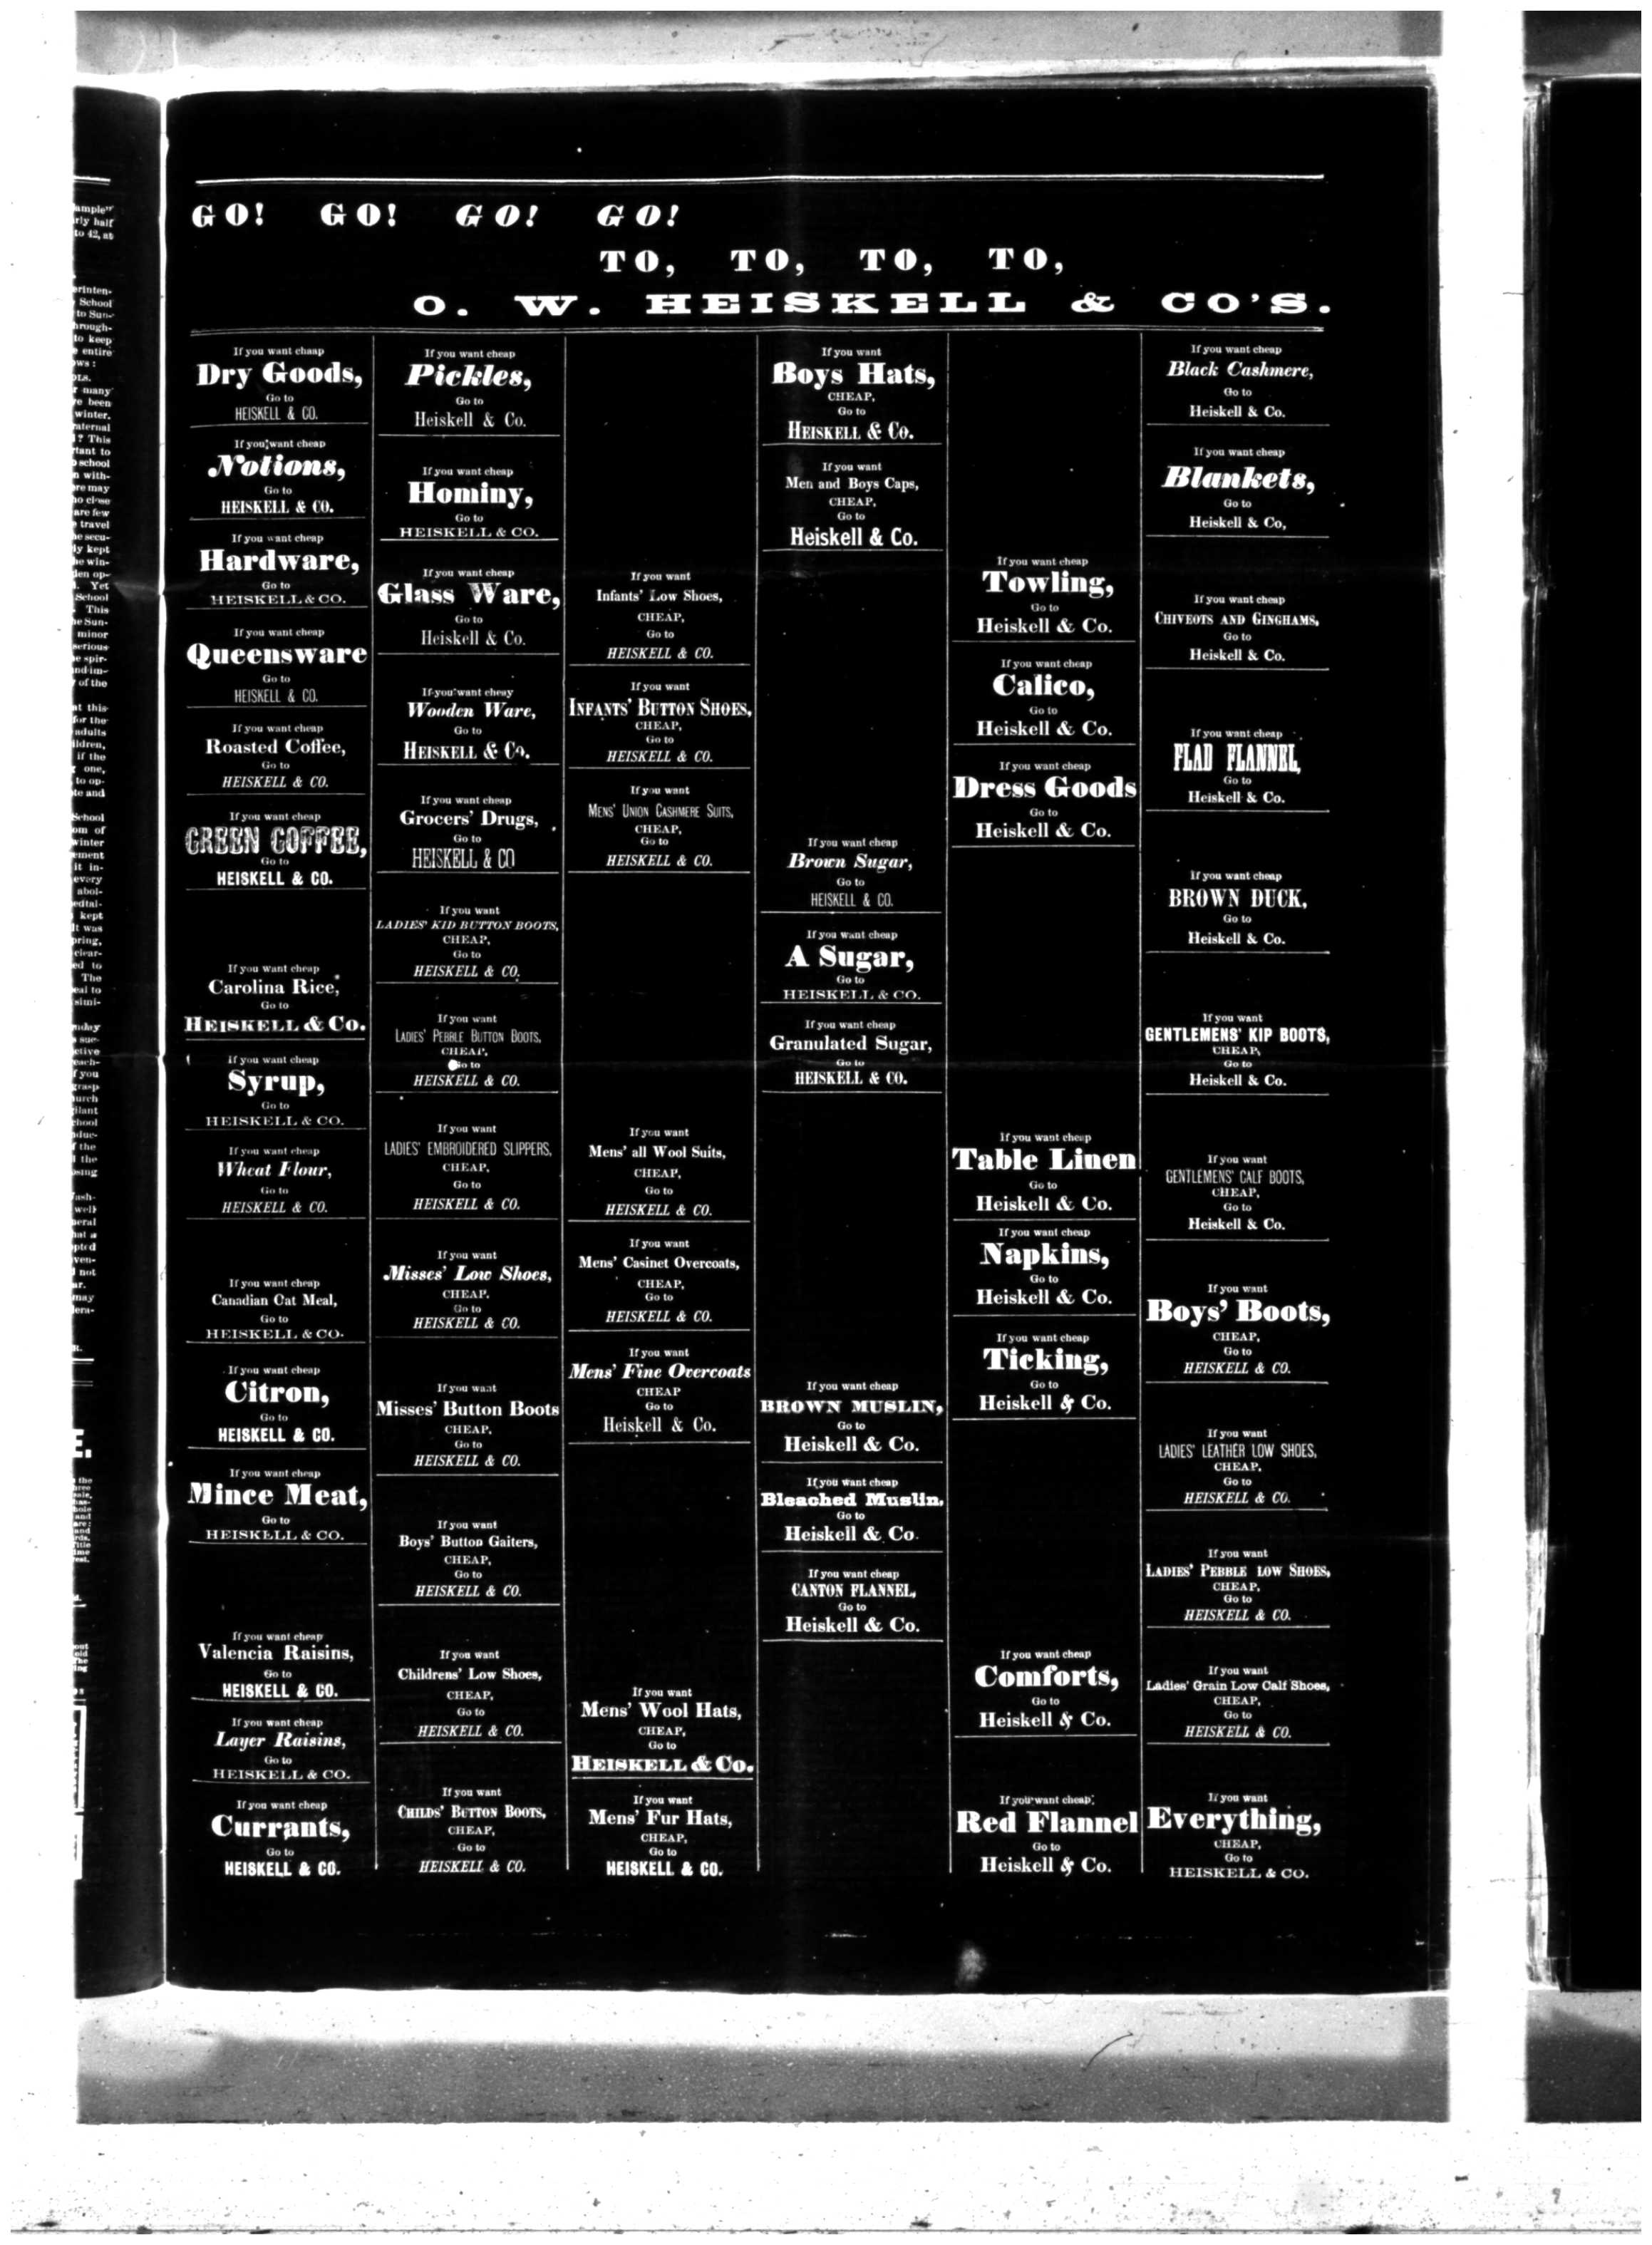 GO! GO! GO! GO!
TO, TO, TO, TO,
O. W. HEISKELL & CO'S.
If you want chaap
Dry Goods,
Go to
HEISKELL & CO.
If you want cheap
Notions,
Go to
HEISKELL & CO.
If you want cheap
Hardware,
Go to
HEISKELL & CO.
If you want cheap
Queensware
Go to
HEISKELL & CO.
If you want cheap
Roasted Coffee,
Go to
HEISKELL & CO.
If you want cheap
GREEN COFFEE,
Go to
HEISKELL & CO.
If you want cheap
Carolina Rice,
Go to
HEISKELL & Co.
If you want cheap
Syrup,
Go to
HEISKELL & CO.
If you want cheap
Wheat Flour,
Go to
HEISKELL & CO.
If you want cheap
Canadian Oat Meal,
Go to
HEISKELL & CO.
If you want cheap
Citron,
Go to
HEISKELL & CO.
If you want cheap
Mince Meat,
Go to
HEISKELL & CO.
If you want cheap
Valencia Raisins,
Go to
HEISKELL & CO.
If you want cheap
Layer Raisins,
Go to
HEISKELL & CO.
If you want cheap
Currants,
Go to
HEISKELL & CO.
If you want cheap
Pickles,
Go to
Heiskell & Co.
If you want cheap
Hominy,
Go to
HEISKELL & CO.
If you want cheap
Glass Ware,
Go to
Heiskell & Co.
If you want cheay
Wooden Ware,
Go to
HEISKELL & Co.
If you want cheap
Grocers' Drugs,
Go to
HEISKELL & CO
If you want
LADIES' KID BUTTON BOOTS,
CHEAP,
Go to
HEISKELL & CO.
If you want
LADIES' PEBBLE BUTTON BOOTS,
CHEAP,
Go to
HEISKELL & CO.
If you want
LADIES' EMBROIDERED SLIPPERS,
CHEAP,
Go to
HEISKELL & CO.
If you want
Misses' Low Shoes,
CHEAP.
Go to
HEISKELL & CO.
If you want
Misses' Button Boots
CHEAP,
Go to
HEISKELL & CO.
If you want
Boys' Button Gaiters,
CHEAP,
Go to
HEISKELL & CO.
If you want
Childrens' Low Shoes,
CHEAP,
Go to
HEISKELL & CO.
If you want
CHILDS' BUTTON BOOTS,
CHEAP,
Go to
HEISKELL & CO.
If you want
Infants' Low Shoes,
CHEAP,
Go to
HEISKELL & CO.
If you want
INFANTS' BUTTON SHOES,
CHEAP,
Go to
HEISKELL & CO.
If you want
MENS' UNION CASHMERE SUITS,
CHEAP,
Go to
HEISKELL & CO.
If you want
Mens' all Wool Suits,
CHEAP,
Go to
HEISKELL & CO.
If you want
Mens' Casinet Overcoats,
CHEAP,
Go to
HEISKELL & CO.
If you want
Mens' Fine Overcoats
CHEAP
Go to
Heiskell & Co.
If you want
Mens' Wool Hats,
CHEAP,
Go to
HEISKELL & Co.
If you want
Mens' Fur Hats,
CHEAP,
Go to
HEISKELL & CO.
If you want
Boys Hats,
CHEAP,
Go to
HEISKELL & Co.
If you want
Men and Boys Caps,
CHEAP,
Go to
Heiskell & Co.
If you want cheap
Brown Sugar,
Go to
HEISKELL & CO.
If you want cheap
A Sugar,
Go to
HEISKELL & CO.
If you want cheap
Granulated Sugar,
Go to
HEISKELL & CO.
If you want cheap
BROWN MUSLIN,
Go to
Heiskell & Co.
If you want cheap
Bleached Muslin.
Go to
Heiskell & Co.
If you want cheap
CANTON FLANNEL,
Go to
Heiskell & Co.
If you want cheap
Towling,
Go to
Heiskell & Co.
If you want cheap
Calico,
Go to
Heiskell & Co.
If you want cheap
Dress Goods
Go to
Heiskell & Co.
If you want cheap
Table Linen
Go to
Heiskell & Co.
If you want cheap
Napkins,
Go to
Heiskell & Co.
If you want cheap
Ticking,
Go to
Heiskell & Co.
If you want cheap
Comforts,
Go to
Heiskell & Co.
If you want cheap
Red Flannel
Go to
Heiskell & Co.
If you want cheap
Black Cashmere,
Go to
Heiskell & Co.
If you want cheap
Blankets,
Go to
Heiskell & Co,
If you want cheap
CHIVEOTS AND GINGHAMS,
Go to
Heiskell & Co.
If you want cheap
FLAD FLANNEL,
Go to
Heiskell & Co.
If you want cheap
BROWN DUCK,
Go to
Heiskell & Co.
If you want
GENTLEMENS' KIP BOOTS,
CHEAP,
Go to
Heiskell & Co.
If you want
GENTLEMENS' CALF BOOTS,
CHEAP,
Go to
Heiskell & Co.
If you want
Boys' Boots,
CHEAP,
Go to
HEISKELL & CO.
If you want
LADIES' LEATHER LOW SHOES,
CHEAP,
Go to
HEISKELL & CO.
If you want
LADIES' PEBBLE LOW SHOES,
CHEAP,
Go to
HEISKELL & CO.
If you want
Ladies' Grain Low Calf Shoes,
CHEAP,
Go to
HEISKELL & CO.
If you want
Everything,
CHEAP,
Go to
HEISKELL & CO.